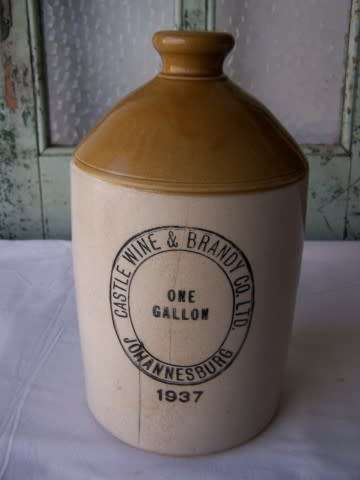 CASTLE WINE & BRANDY CO. LTD.
ONE
GALLON
JOHANNESBURG
1937